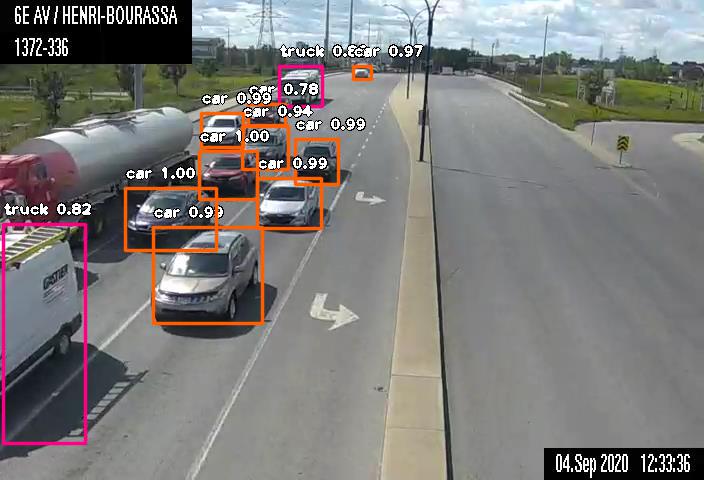 6E AV / HENRI-BOURASSA
1372-336
truck 0.8
car 0.97
car 0.78
car 0.99
car 0.94
car 0.99
car 1.00
car 0.99
car 1.00
car 0.99
truck 0.82
GASTIER
04.Sep 2020 12:33:36